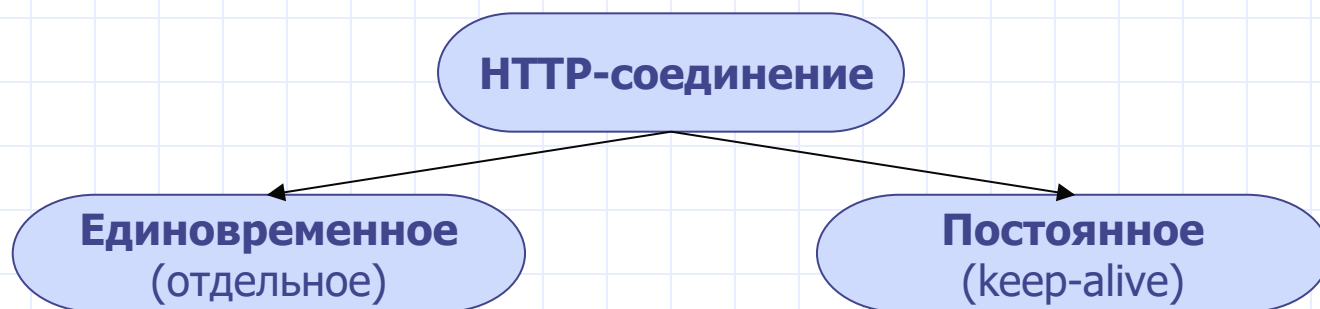 HTTP-соединение
Единовременное
(отдельное)
Постоянное
(keep-alive)